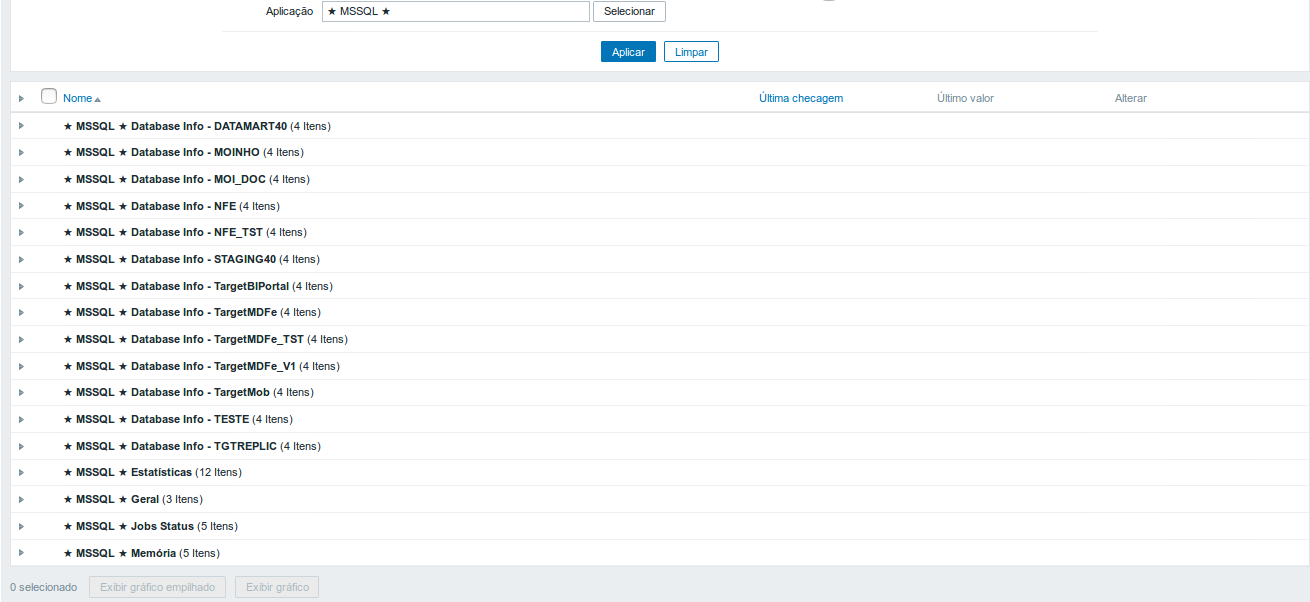 Aplicação ★ MSSQL ★ Selecionar
Aplicar Limpar
Nome Última checagem Último valor Alterar
★ MSSQL ★ Database Info - DATAMART40 (4 Itens)
★ MSSQL ★ Database Info - MOINHO (4 Itens)
★ MSSQL ★ Database Info - MOI_DOC (4 Itens)
★ MSSQL ★ Database Info - NFE (4 Itens)
★ MSSQL ★ Database Info - NFE_TST (4 Itens)
★ MSSQL ★ Database Info - STAGING40 (4 Itens)
★ MSSQL ★ Database Info - TargetBIPortal (4 Itens)
★ MSSQL ★ Database Info - TargetMDFe (4 Itens)
★ MSSQL ★ Database Info - TargetMDFe_TST (4 Itens)
★ MSSQL ★ Database Info - TargetMDFe_V1 (4 Itens)
★ MSSQL ★ Database Info - TargetMob (4 Itens)
★ MSSQL ★ Database Info - TESTE (4 Itens)
★ MSSQL ★ Database Info - TGTREPLIC (4 Itens)
★ MSSQL ★ Estatísticas (12 Itens)
★ MSSQL ★ Geral (3 Itens)
★ MSSQL ★ Jobs Status (5 Itens)
★ MSSQL ★ Memória (5 Itens)
0 selecionado Exibir gráfico empilhado Exibir gráfico